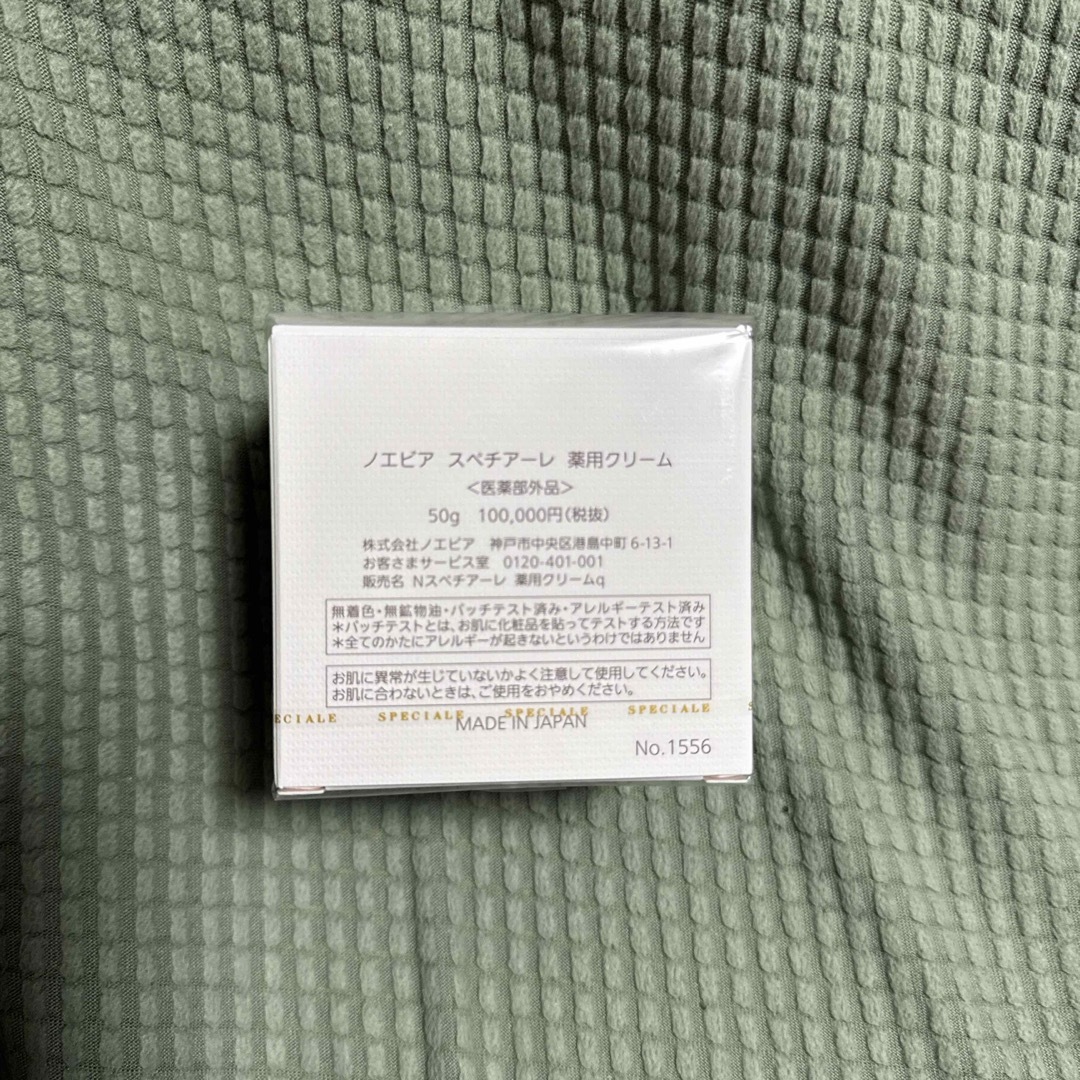 ノエビア スペチアーレ 薬用クリーム
＜医薬部外品＞
50g 100,000円(税抜)
株式会社ノエビア 神戸市中央区港島中町6-13-1
お客さまサービス室 0120-401-001
販売名 Nスペチアーレ 薬用クリームq
無着色・無鉱物油・パッチテスト済み・アレルギーテスト済み
＊パッチテストとは、お肌に化粧品を貼ってテストする方法です
＊全てのかたにアレルギーが起きないというわけではありません
お肌に異常が生じていないかよく注意して使用してください。
お肌に合わないときは、ご使用をおやめください。
ECIALE SPECIALE SPECIALE SPECIALE S
MADE IN JAPAN
No.1556